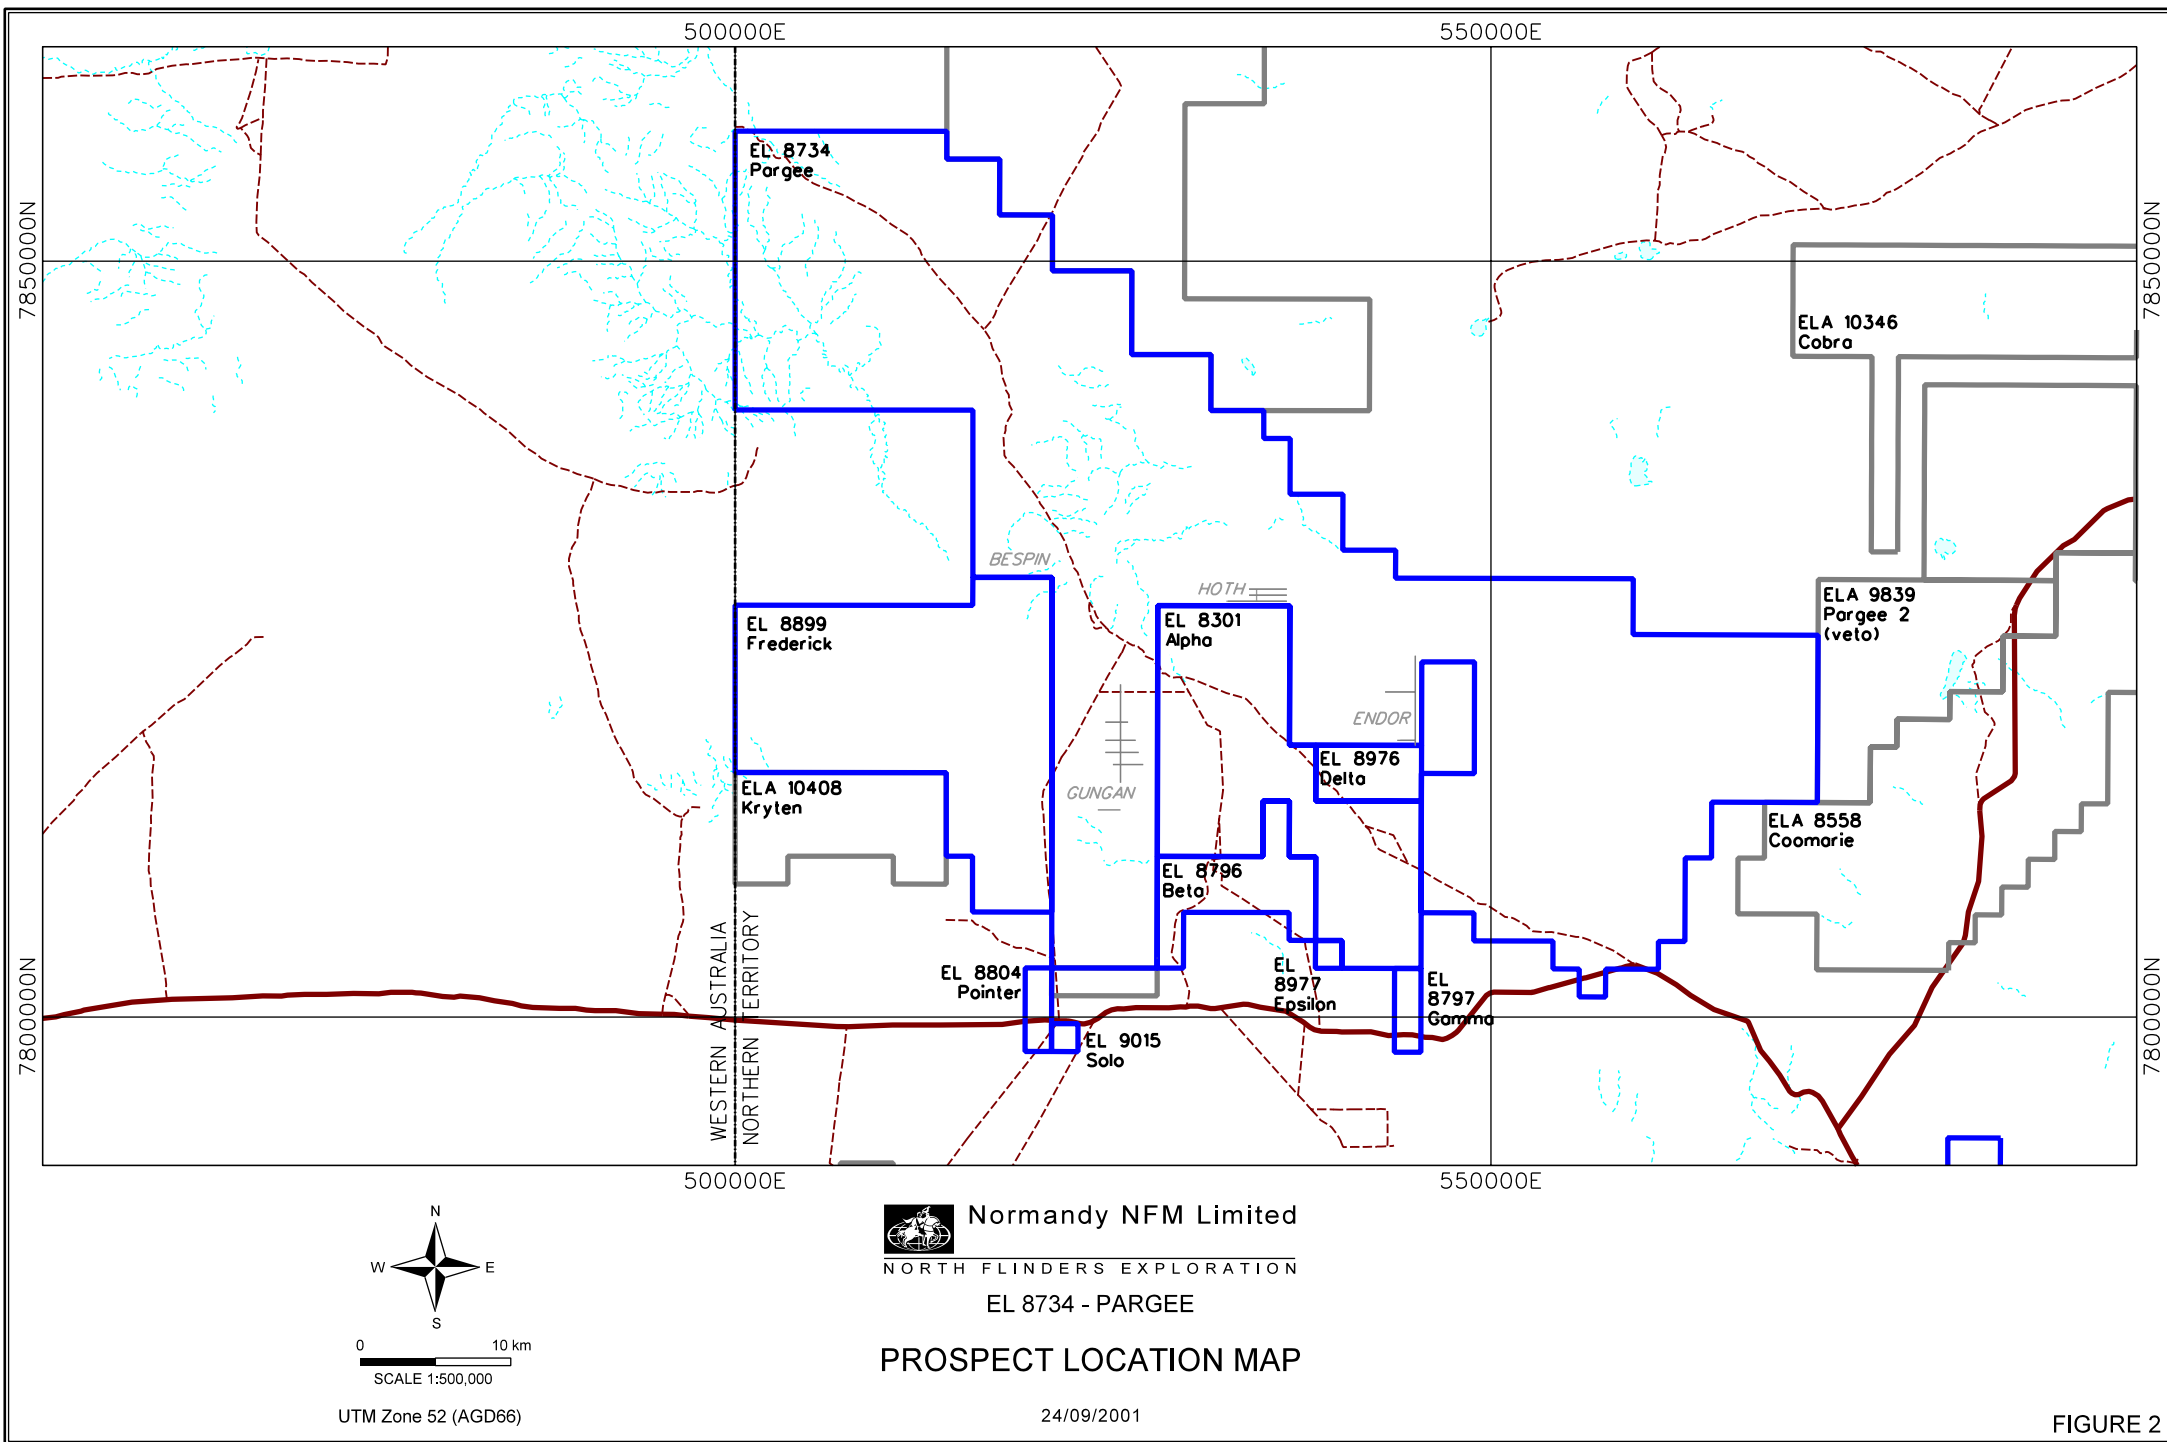 500000E
550000E
7850000N
7850000N
EL 8734
Pargee
ELA 10346
Cobra
BESPIN
HOTH
EL 8899
Frederick
EL 8301
Alpha
ELA 9839
Pargee 2
(veto)
ENDOR
EL 8976
Delta
ELA 10408
Kryten
GUNGAN
ELA 8558
Coomarie
EL 8796
Beta
WESTERN AUSTRALIA
NORTHERN TERRITORY
EL 8804
Pointer
EL
8977
Epsilon
EL
8797
Gamma
EL 9015
Solo
7800000N
7800000N
500000E
550000E
N
W
E
S
0 10 km
SCALE 1:500,000
UTM Zone 52 (AGD66)
Normandy NFM Limited
NORTH FLINDERS EXPLORATION
EL 8734 - PARGEE
PROSPECT LOCATION MAP
24/09/2001
FIGURE 2